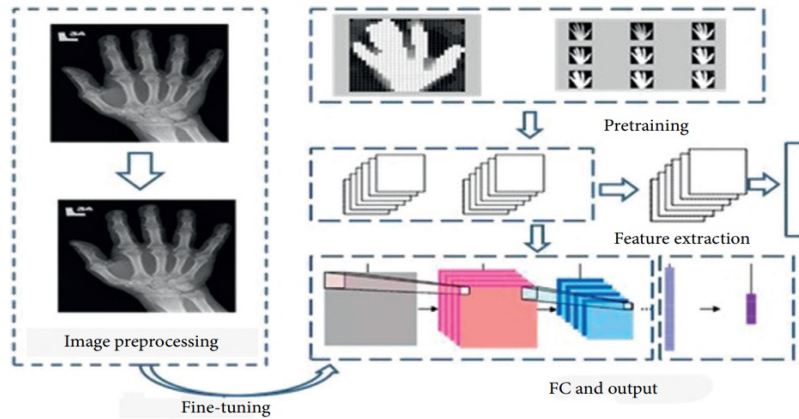 Pretraining
Feature extraction
Image preprocessing
FC and output
Fine-tuning